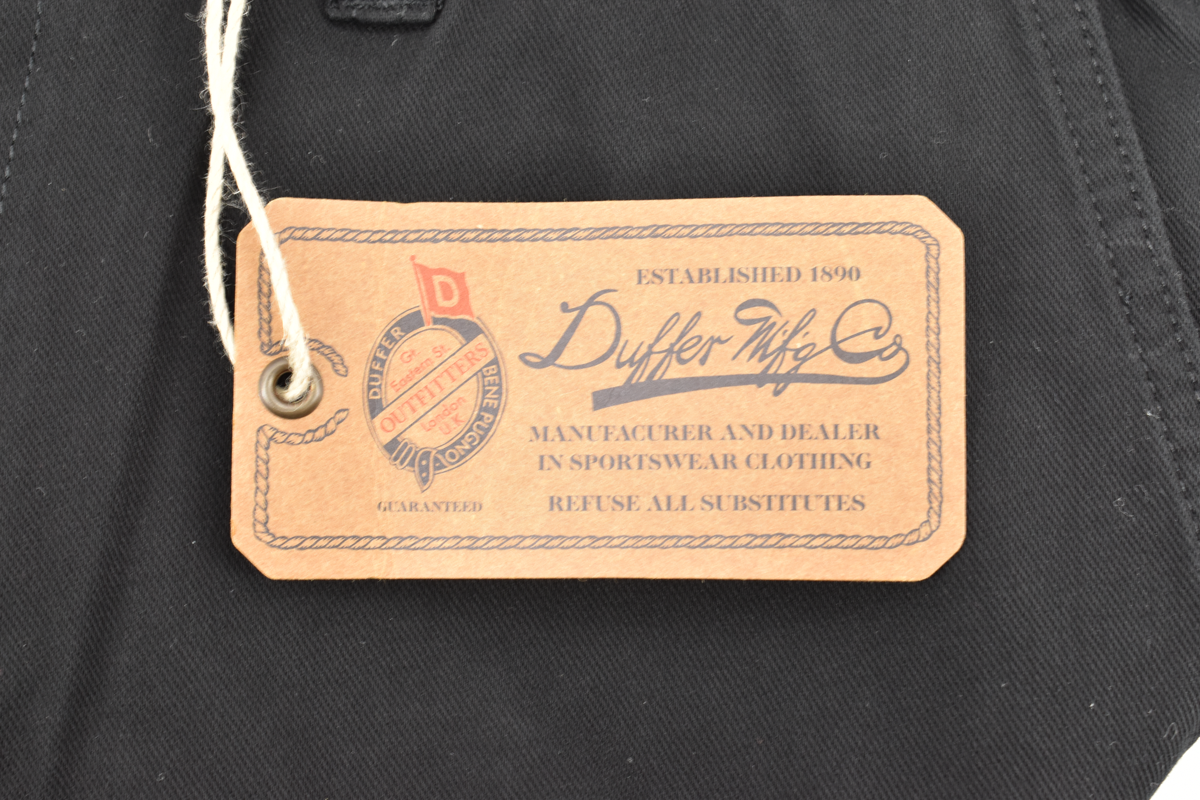 D
DUFFER
Gt
Eastern St
OUTFITTERS
London
U.K
BENE PUGNO
GUARANTEED
ESTABLISHED 1890
Duffer Mfg Co
MANUFACURER AND DEALER
IN SPORTSWEAR CLOTHING
REFUSE ALL SUBSTITUTES